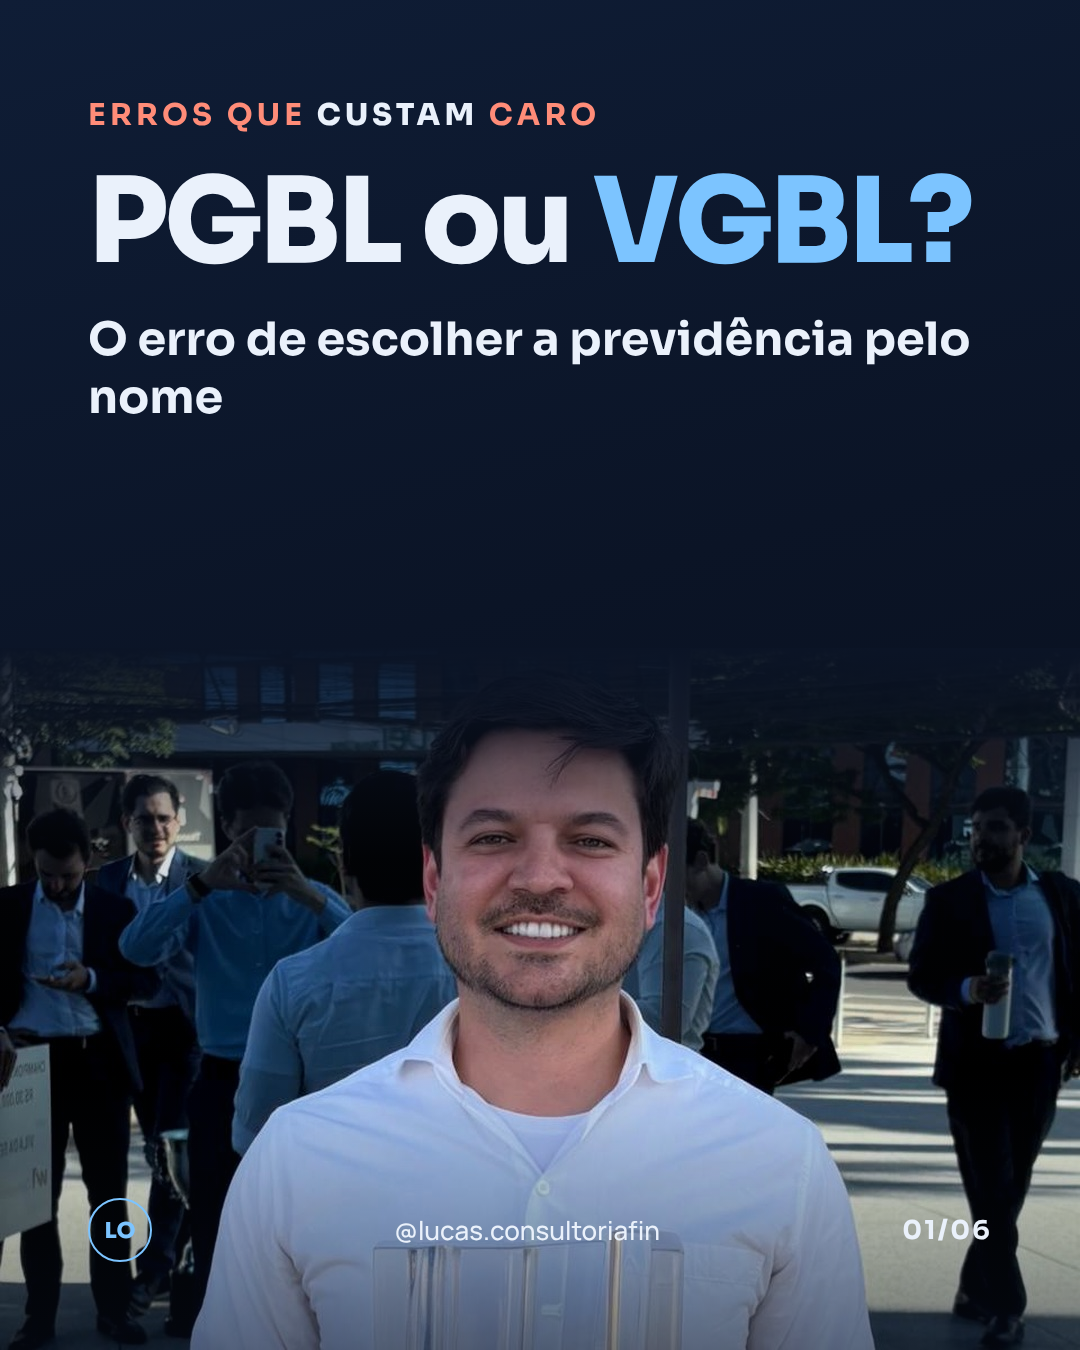 ERROS QUE CUSTAM CARO
PGBL ou VGBL?
O erro de escolher a previdência pelo
nome
LO
@lucas.consultoriafin
01/06